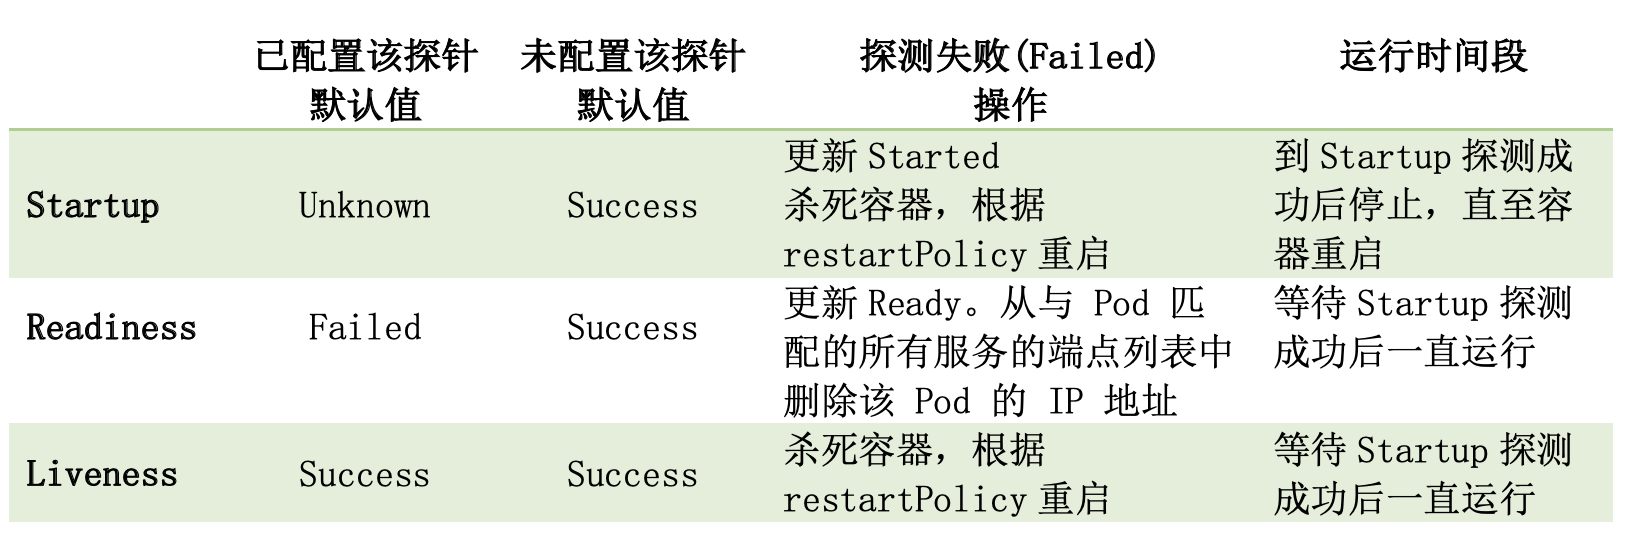 已配置该探针
默认值
未配置该探针
默认值
探测失败(Failed)
操作
运行时间段
Startup
Unknown
Success
更新 Started
杀死容器，根据
restartPolicy 重启
到 Startup 探测成
功后停止，直至容
器重启
Readiness
Failed
Success
更新 Ready。从与 Pod 匹
配的所有服务的端点列表中
删除该 Pod 的 IP 地址
等待 Startup 探测
成功后一直运行
Liveness
Success
Success
杀死容器，根据
restartPolicy 重启
等待 Startup 探测
成功后一直运行